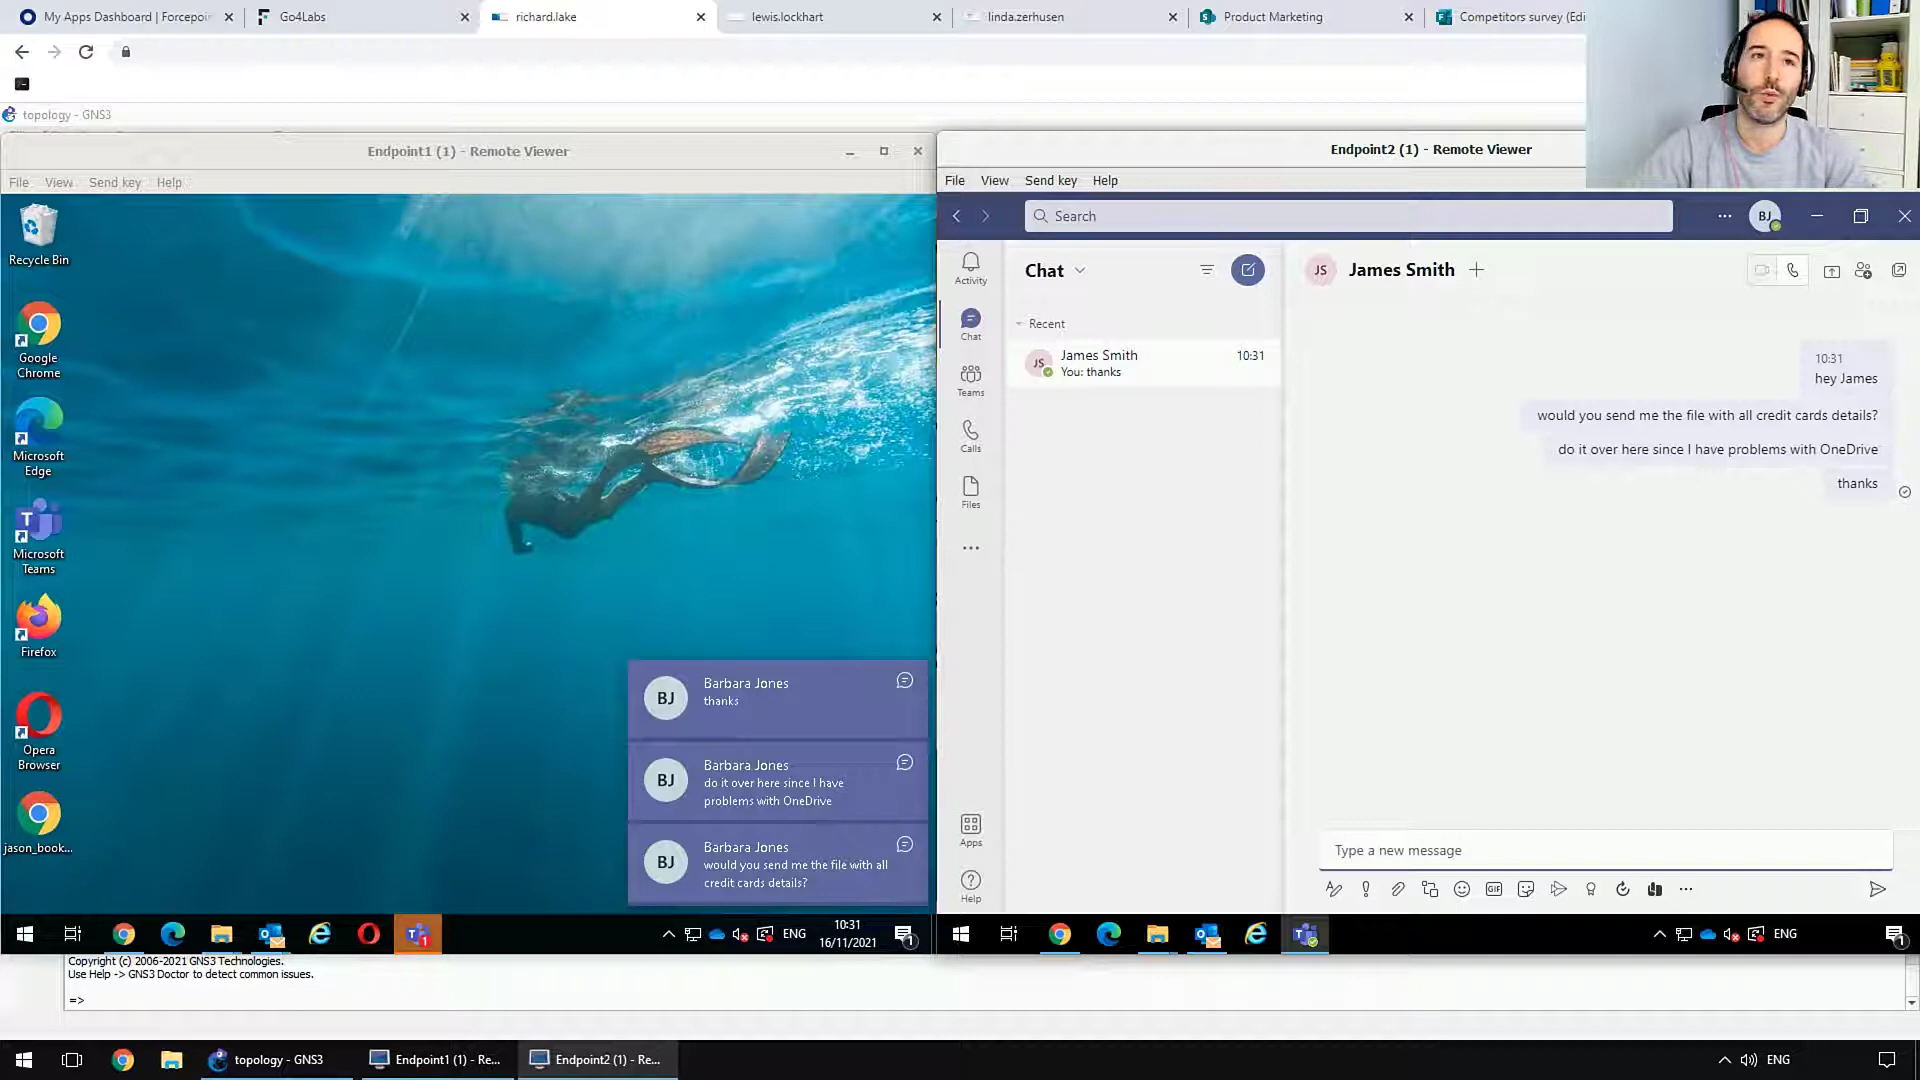 My Apps Dashboard | Forcepoi
Go4Labs
richard.lake
lewis.lockhart
linda.zerhusen
Product Marketing
Competitors survey (Edi
topology - GNS3
Endpoint1 (1) - Remote Viewer
File View Send key Help
Recycle Bin
Google
Chrome
Microsoft
Edge
Microsoft
Teams
Firefox
Opera
Browser
jason_book...
BJ
Barbara Jones
thanks
BJ
Barbara Jones
do it over here since I have
problems with OneDrive
BJ
Barbara Jones
would you send me the file with all
credit cards details?
1
ENG
10:31
16/11/2021
1
Endpoint2 (1) - Remote Viewer
File View Send key Help
Search
BJ
Activity
Chat
Teams
Calls
Files
Apps
Help
Chat
Recent
JS
James Smith
10:31
You: thanks
JS
James Smith
10:31
hey James
would you send me the file with all credit cards details?
do it over here since I have problems with OneDrive
thanks
Type a new message
GIF
ENG
1
Copyright (c) 2006-2021 GNS3 Technologies.
Use Help -> GNS3 Doctor to detect common issues.
=>
topology - GNS3
Endpoint1 (1) - Re...
Endpoint2 (1) - Re...
ENG